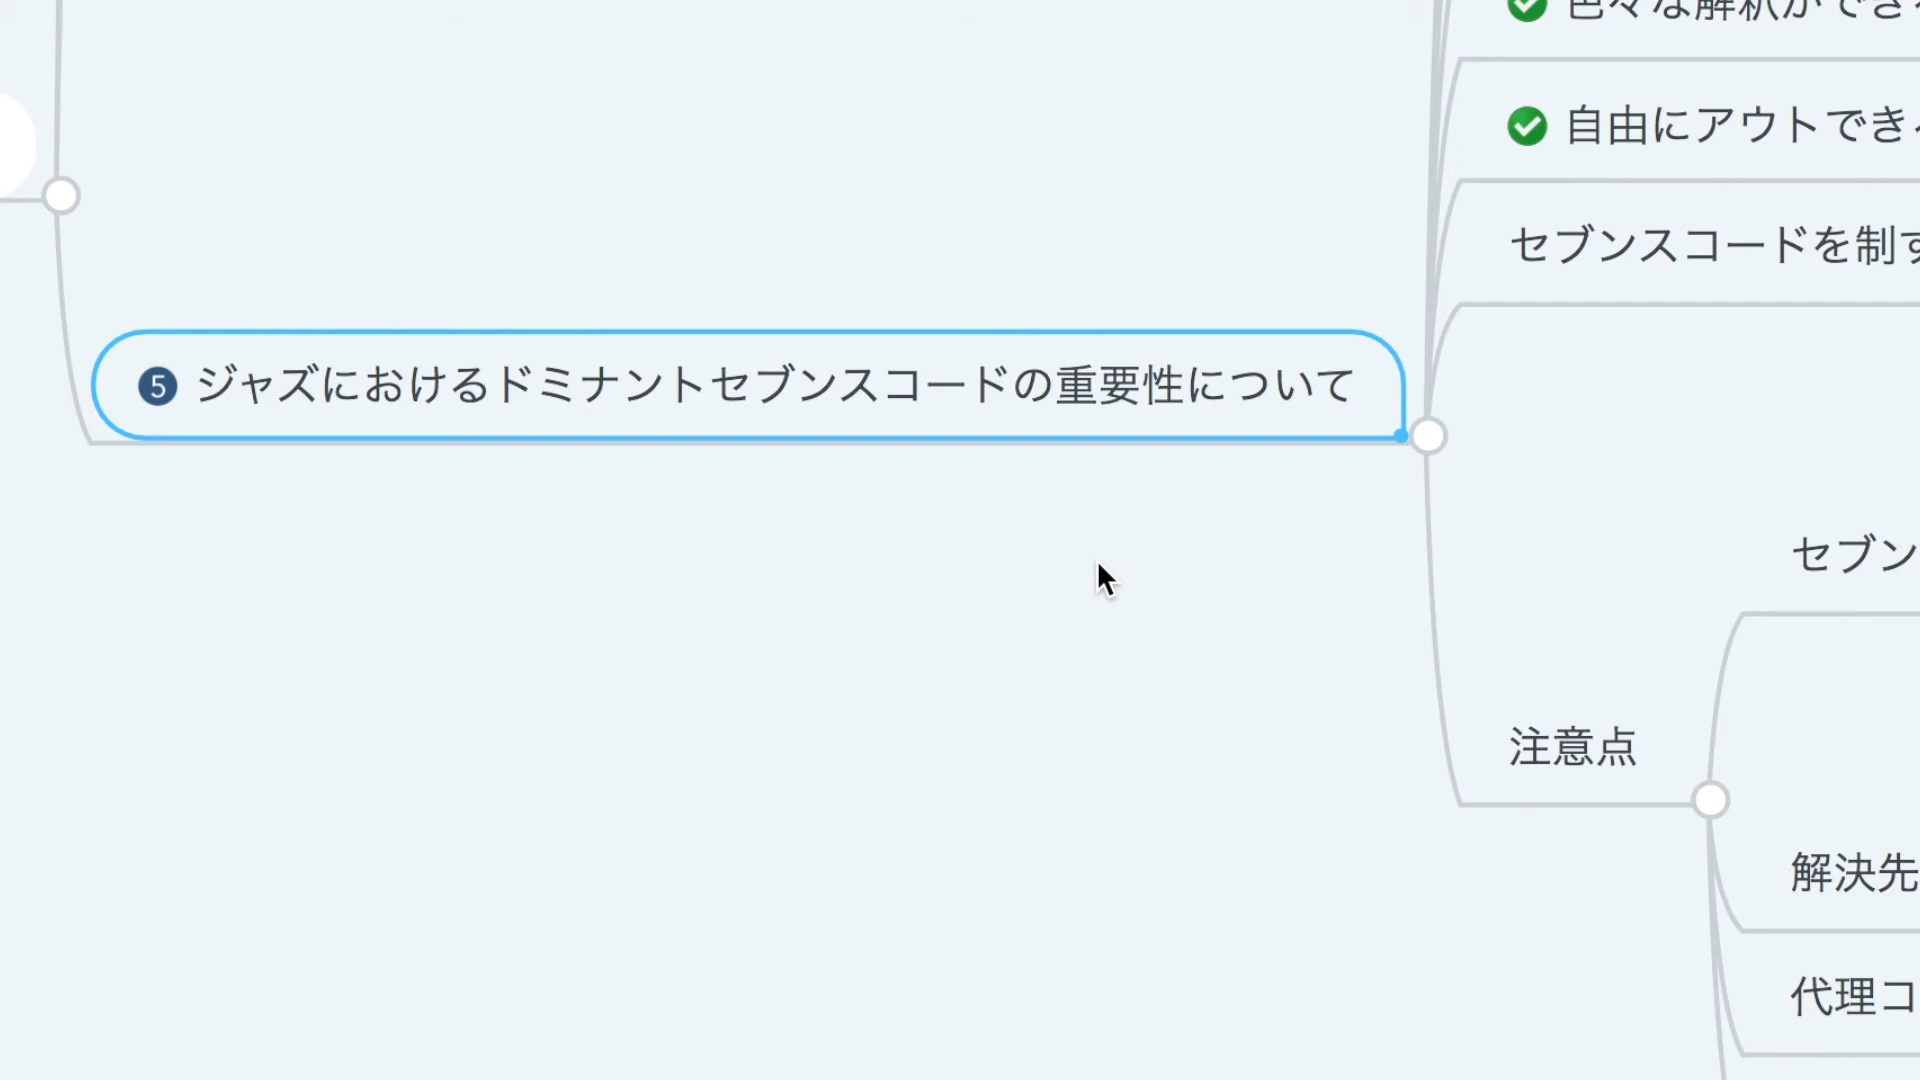 色々な解釈ができ
自由にアウトでき
セブンスコードを制す
5 ジャズにおけるドミナントセブンスコードの重要性について
セブン
注意点
解決先
代理コ